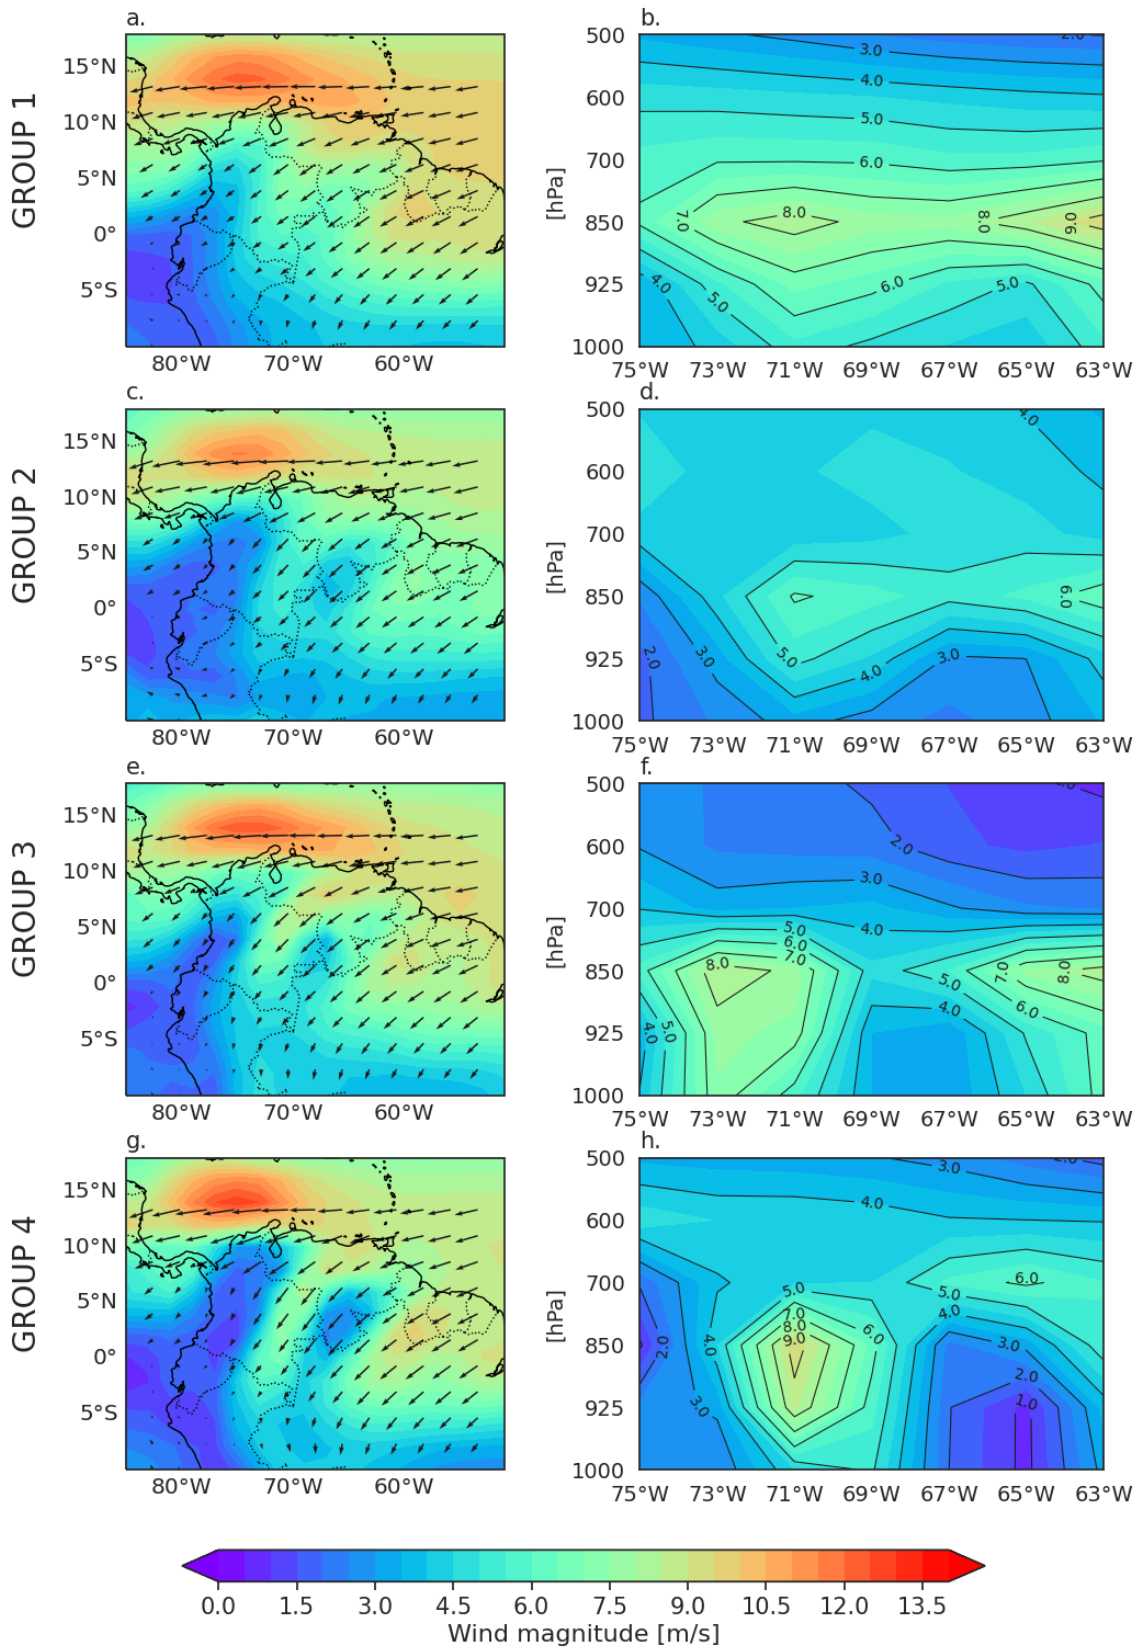 a.
b.
GROUP 1
15°N
10°N
5°N
0°
5°S
80°W 70°W 60°W
[hPa]
500
600
700
850
925
1000
75°W 73°W 71°W 69°W 67°W 65°W 63°W
2.0
3.0
4.0
5.0
6.0
7.0
8.0
8.0
9.0
6.0
5.0
4.0
5.0
c.
d.
GROUP 2
15°N
10°N
5°N
0°
5°S
80°W 70°W 60°W
[hPa]
500
600
700
850
925
1000
75°W 73°W 71°W 69°W 67°W 65°W 63°W
4.0
6.0
5.0
4.0
3.0
3.0
2.0
e.
f.
GROUP 3
15°N
10°N
5°N
0°
5°S
80°W 70°W 60°W
[hPa]
500
600
700
850
925
1000
75°W 73°W 71°W 69°W 67°W 65°W 63°W
2.0
3.0
4.0
5.0
6.0
7.0
8.0
8.0
7.0
6.0
5.0
4.0
5.0
4.0
g.
h.
GROUP 4
15°N
10°N
5°N
0°
5°S
80°W 70°W 60°W
[hPa]
500
600
700
850
925
1000
75°W 73°W 71°W 69°W 67°W 65°W 63°W
2.0
3.0
4.0
6.0
5.0
5.0
4.0
7.0
8.0
9.0
6.0
3.0
2.0
1.0
2.0
4.0
3.0
0.0 1.5 3.0 4.5 6.0 7.5 9.0 10.5 12.0 13.5
Wind magnitude [m/s]